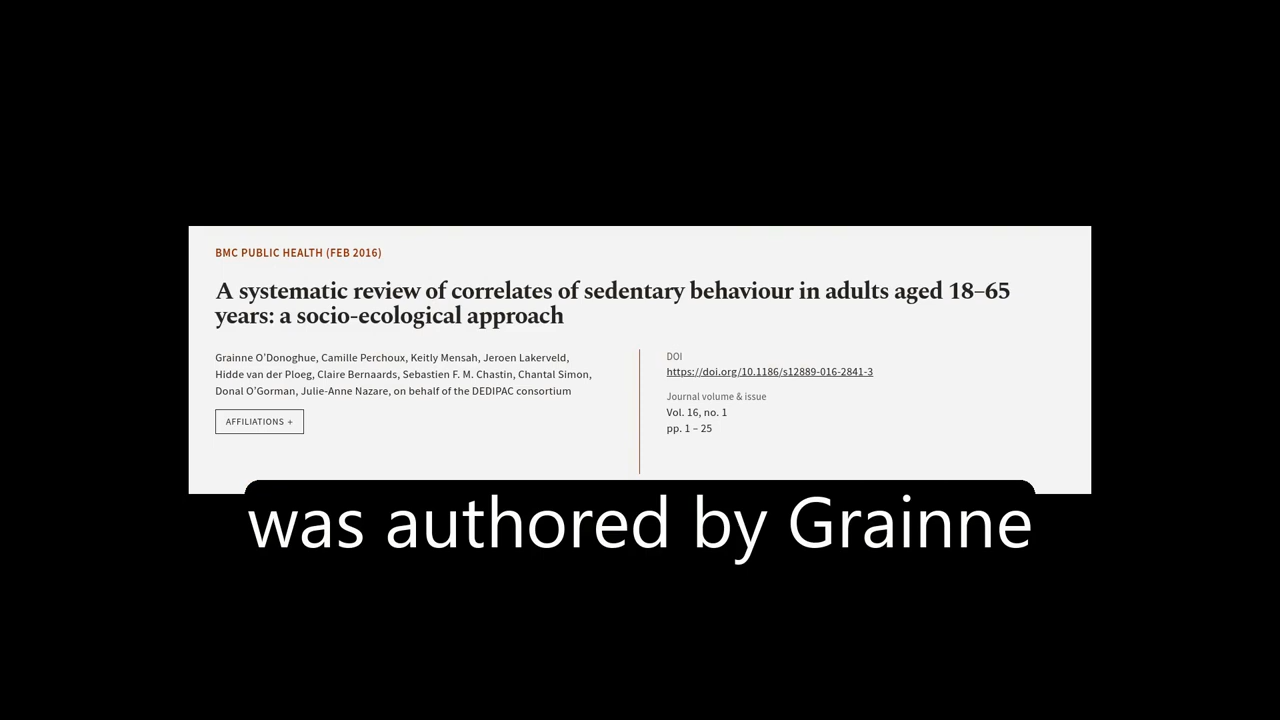 BMC PUBLIC HEALTH (FEB 2016)
A systematic review of correlates of sedentary behaviour in adults aged 18–65
years: a socio-ecological approach
Grainne O'Donoghue, Camille Perchoux, Keitly Mensah, Jeroen Lakerveld,
Hidde van der Ploeg, Claire Bernaards, Sebastien F. M. Chastin, Chantal Simon,
Donal O'Gorman, Julie-Anne Nazare, on behalf of the DEDIPAC consortium
AFFILIATIONS +
DOI
https://doi.org/10.1186/s12889-016-2841-3
Journal volume & issue
Vol. 16, no. 1
pp. 1 – 25
was authored by Grainne